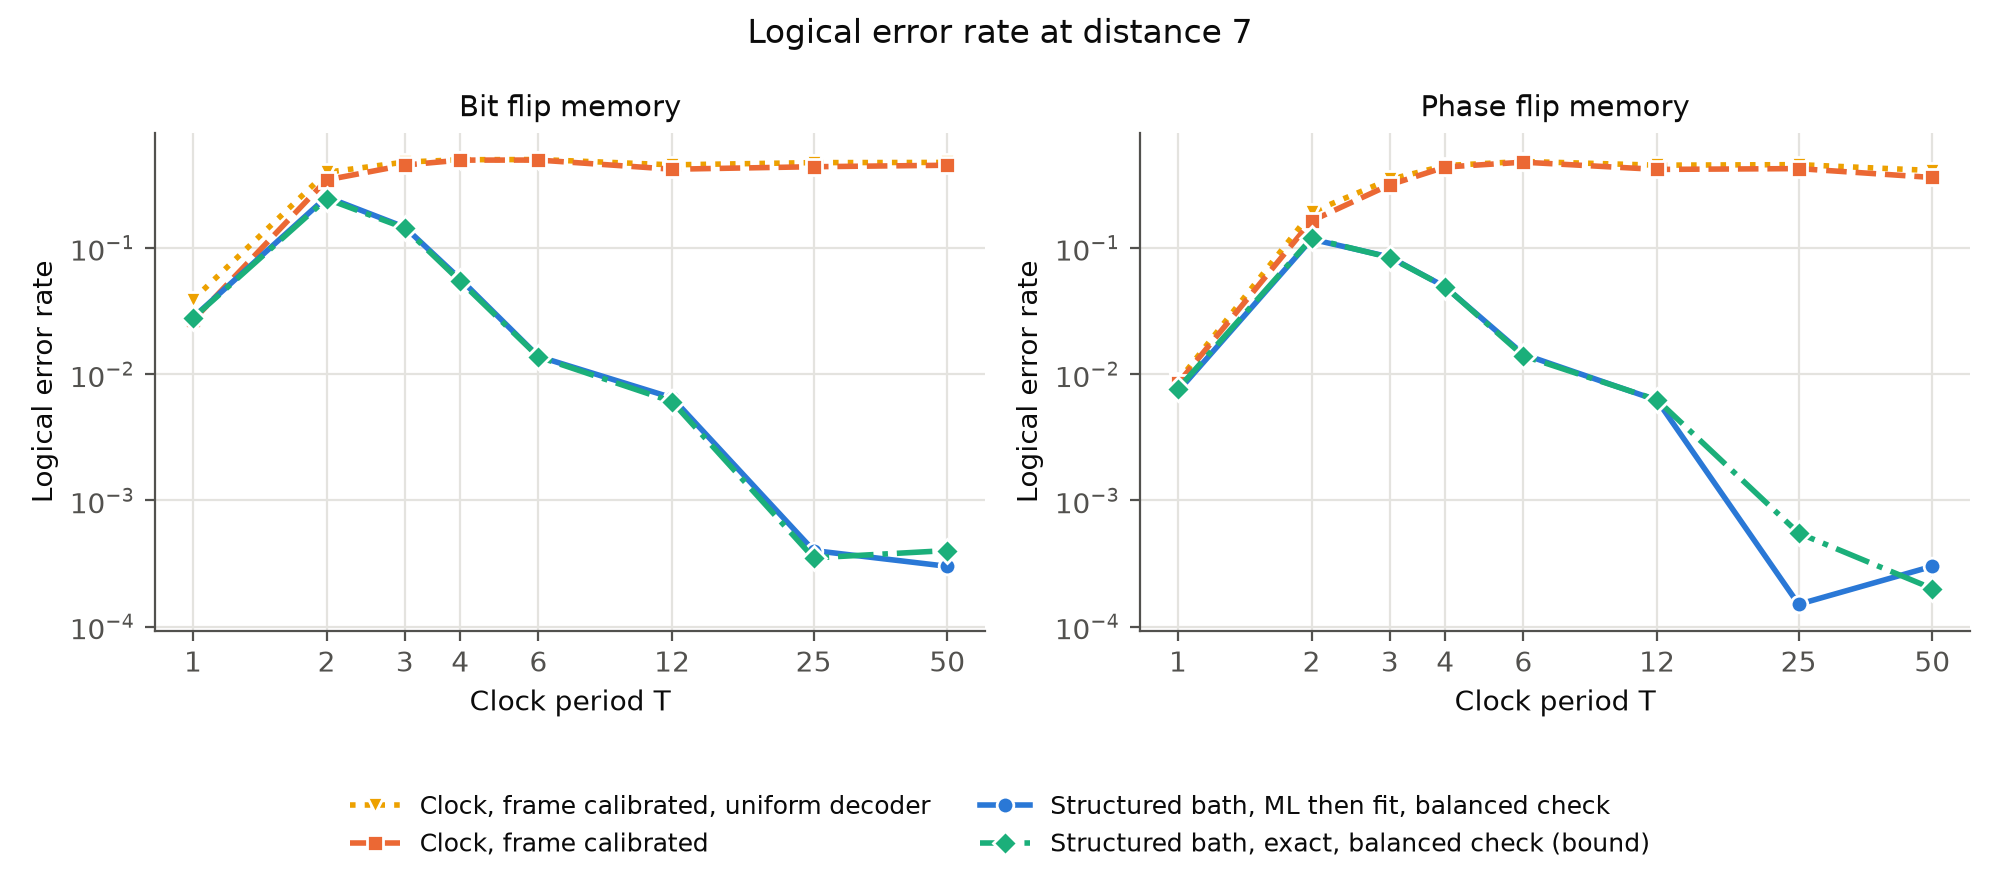 Logical error rate at distance 7
Bit flip memory
Logical error rate
10⁻¹
10⁻²
10⁻³
10⁻⁴
1 2 3 4 6 12 25 50
Clock period T
Phase flip memory
Logical error rate
10⁻¹
10⁻²
10⁻³
10⁻⁴
1 2 3 4 6 12 25 50
Clock period T
Clock, frame calibrated, uniform decoder
Clock, frame calibrated
Structured bath, ML then fit, balanced check
Structured bath, exact, balanced check (bound)